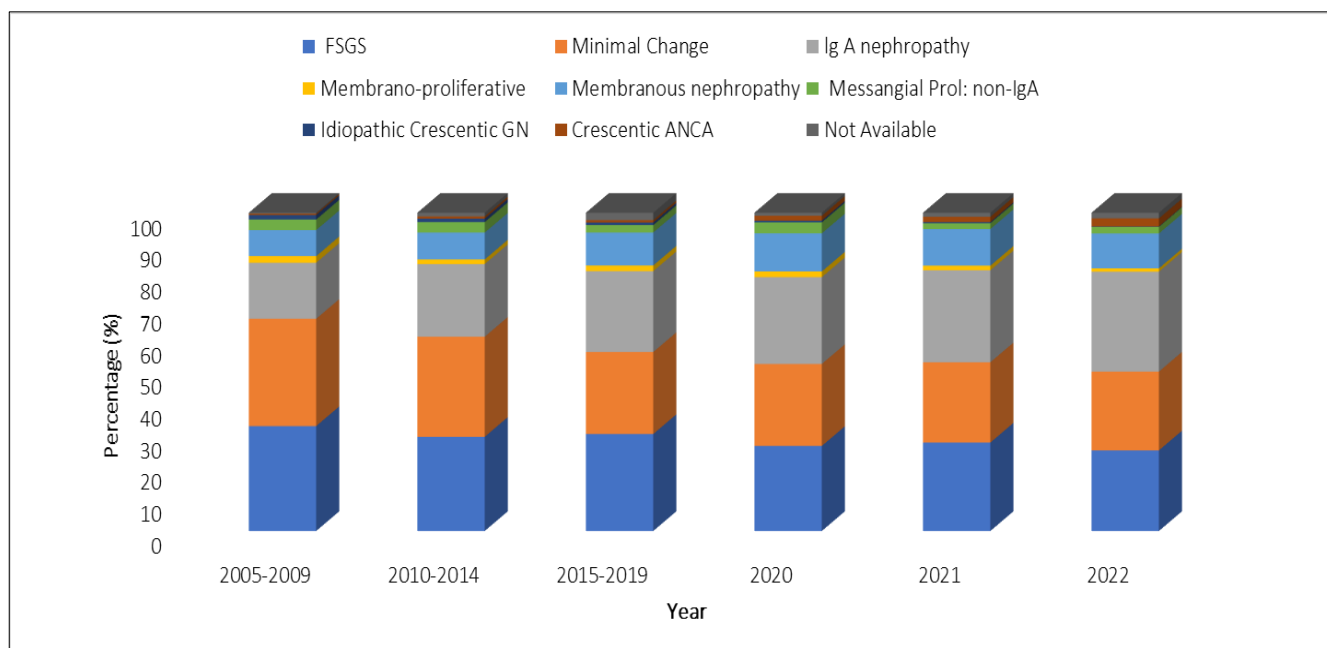 FSGS Minimal Change Ig A nephropathy
Membrano-proliferative Membranous nephropathy Messangial Prol: non-IgA
Idiopathic Crescentic GN Crescentic ANCA Not Available
Percentage (%)
100
90
80
70
60
50
40
30
20
10
0
2005-2009 2010-2014 2015-2019 2020 2021 2022
Year